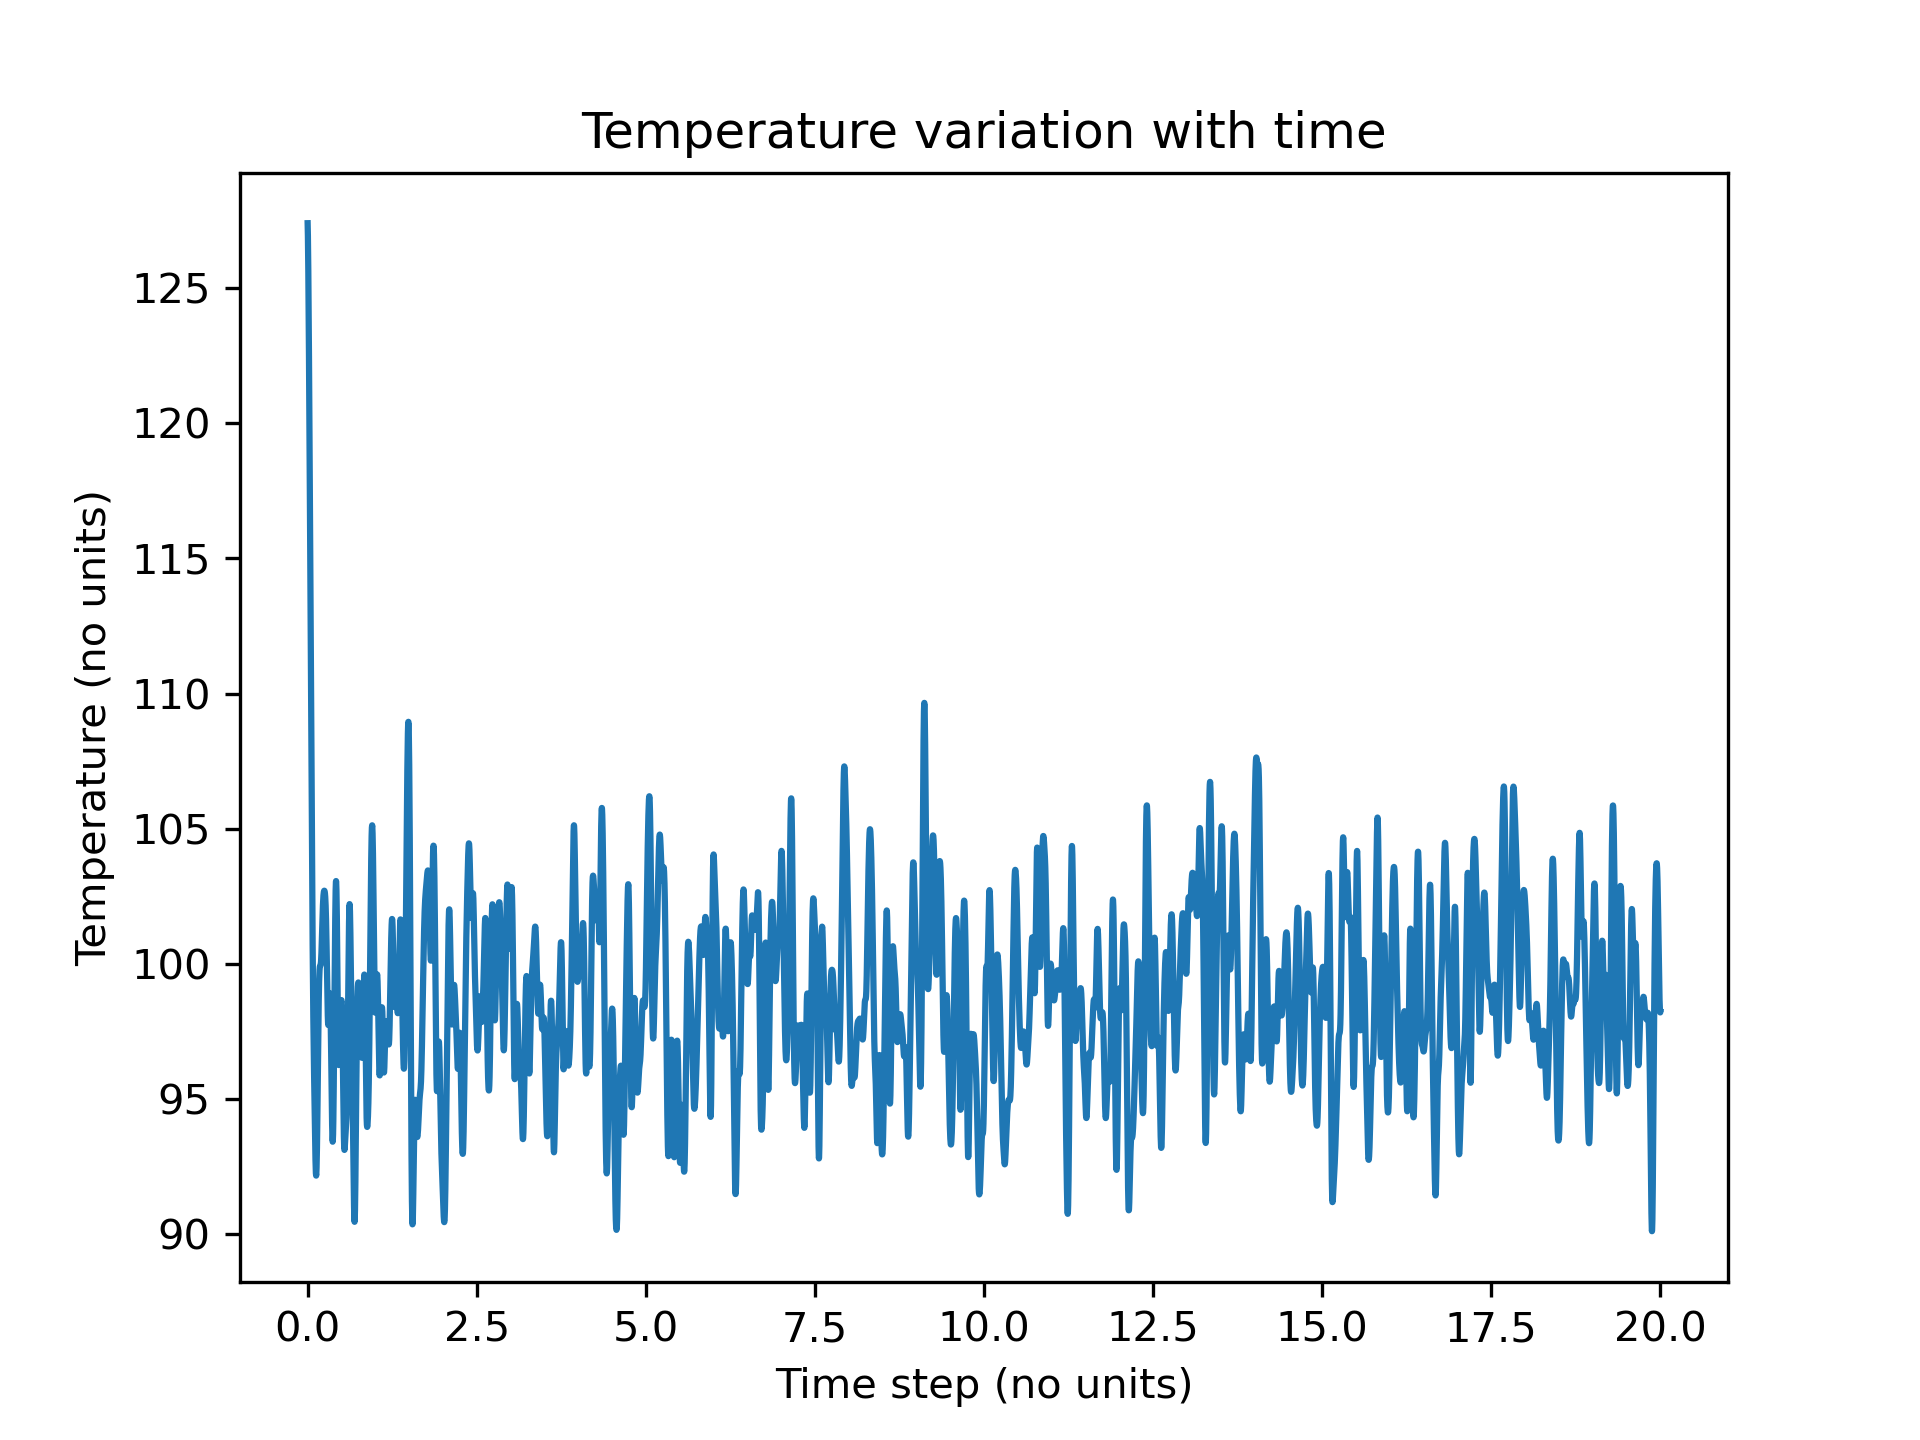 Temperature variation with time
Temperature (no units)
125
120
115
110
105
100
95
90
0.0 2.5 5.0 7.5 10.0 12.5 15.0 17.5 20.0
Time step (no units)